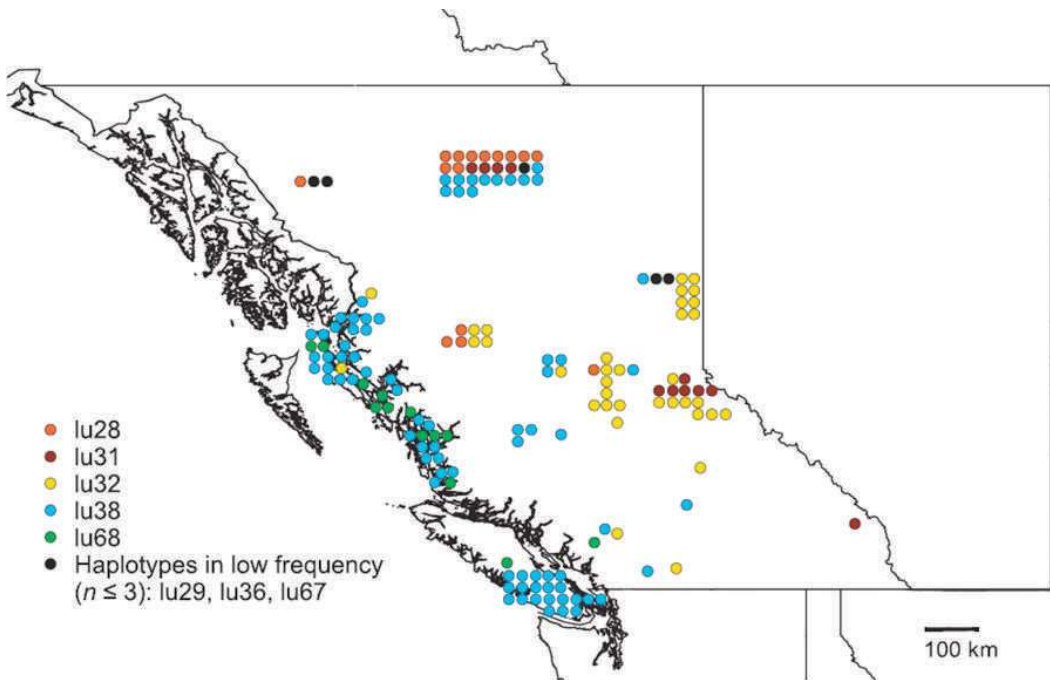 lu28
lu31
lu32
lu38
lu68
Haplotypes in low frequency
(n ≤ 3): lu29, lu36, lu67
100 km